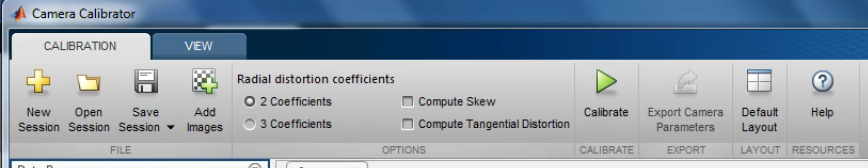 Camera Calibrator
CALIBRATION VIEW
New Session
Open Session
Save Session
Add Images
FILE
Radial distortion coefficients
2 Coefficients
3 Coefficients
Compute Skew
Compute Tangential Distortion
OPTIONS
Calibrate
CALIBRATE
Export Camera Parameters
EXPORT
Default Layout
LAYOUT
Help
RESOURCES